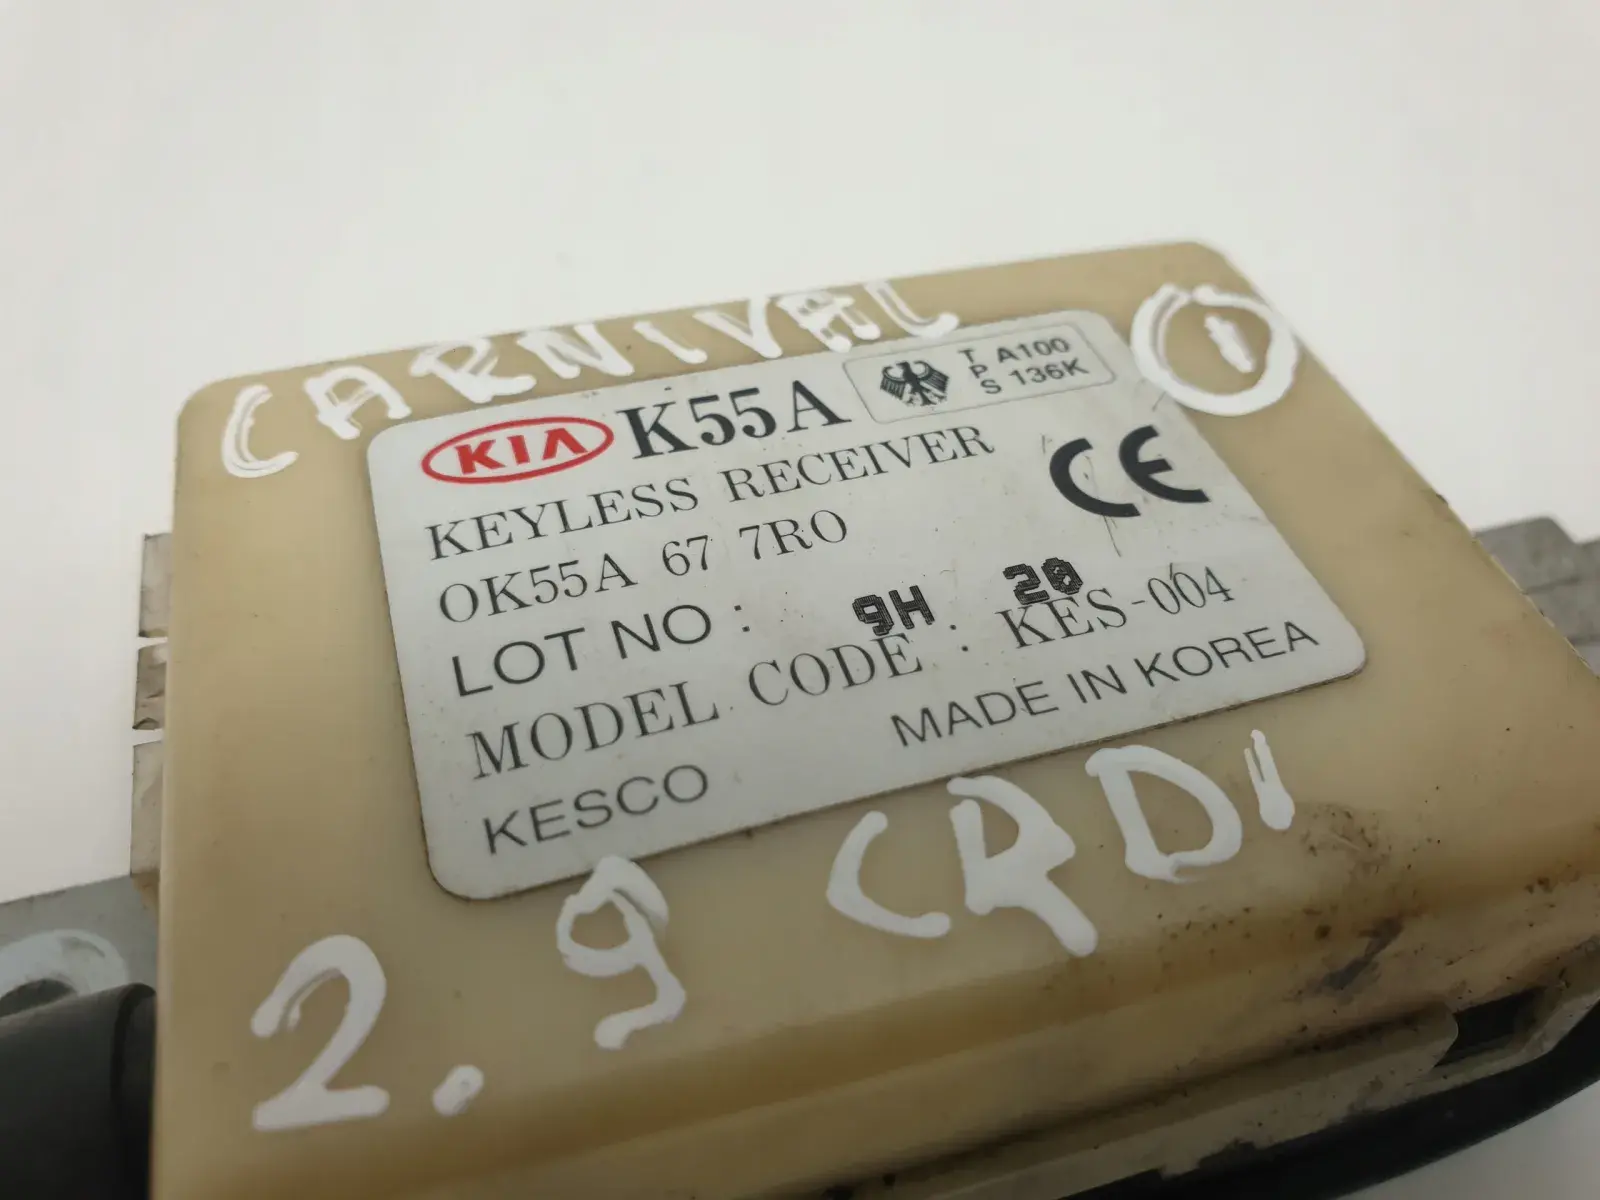 CARNIVAL 1
KIA K55A
T A100
P
S 136K
KEYLESS RECEIVER
CE
OK55A 67 7RO
LOT NO : 9H 20
MODEL CODE : KES-004
KESCO MADE IN KOREA
2.9 CRDI